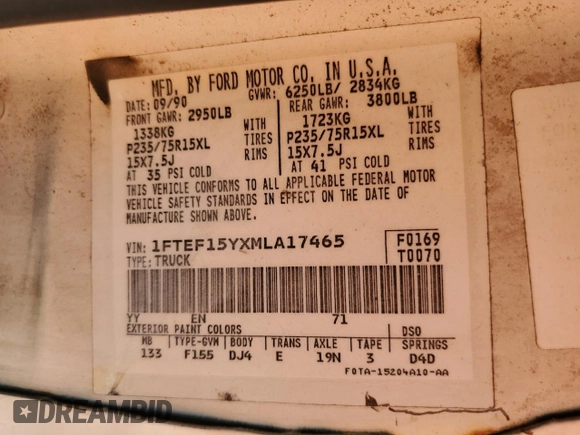 MFD. BY FORD MOTOR CO. IN U.S.A.
DATE: 09/90 GVWR: 6250LB/ 2834KG
FRONT GAWR: 2950LB REAR GAWR: 3800LB
1338KG WITH 1723KG WITH
P235/75R15XL TIRES P235/75R15XL TIRES
15X7.5J RIMS 15X7.5J RIMS
AT 35 PSI COLD AT 41 PSI COLD
THIS VEHICLE CONFORMS TO ALL APPLICABLE FEDERAL MOTOR
VEHICLE SAFETY STANDARDS IN EFFECT ON THE DATE OF
MANUFACTURE SHOWN ABOVE.
VIN: 1FTEF15YXMLA17465 F0169
TYPE: TRUCK T0070
YY EN 71
EXTERIOR PAINT COLORS DSO
WB TYPE-GVW BODY TRANS AXLE TAPE SPRINGS
133 F155 DJ4 E 19N 3 D4D
F0TA-15204A10-AA
DREAMBID